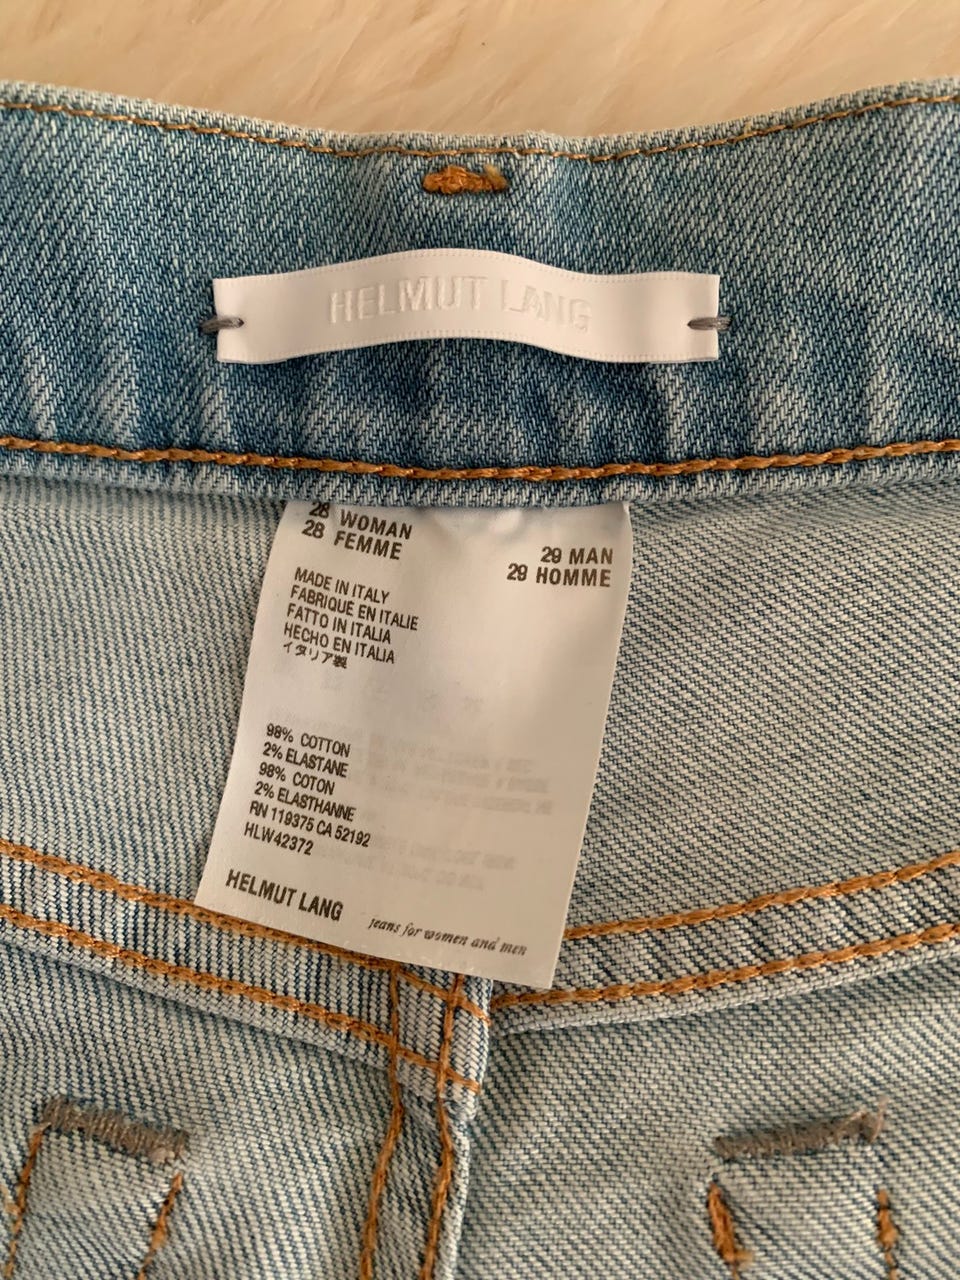 HELMUT LANG
28 WOMAN
28 FEMME
29 MAN
29 HOMME
MADE IN ITALY
FABRIQUÉ EN ITALIE
FATTO IN ITALIA
HECHO EN ITALIA
イタリア製
98% COTTON
2% ELASTANE
98% COTON
2% ELASTHANNE
RN 119375 CA 52192
HLW42372
HELMUT LANG
jeans for women and men